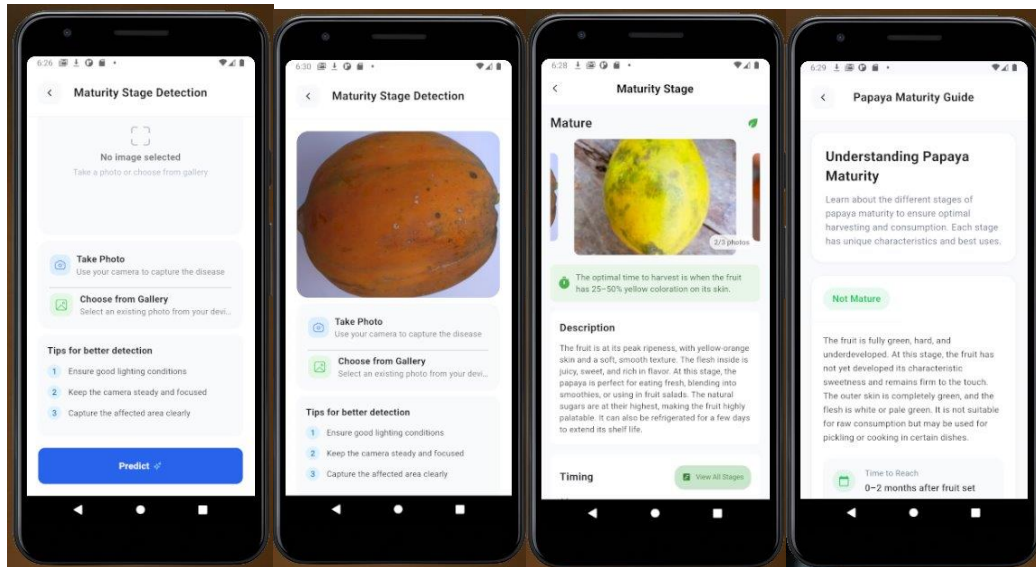 6:26
Maturity Stage Detection
No image selected
Take a photo or choose from gallery
Take Photo
Use your camera to capture the disease
Choose from Gallery
Select an existing photo from your devi...
Tips for better detection
1 Ensure good lighting conditions
2 Keep the camera steady and focused
3 Capture the affected area clearly
Predict
6:30
Maturity Stage Detection
Take Photo
Use your camera to capture the disease
Choose from Gallery
Select an existing photo from your devi...
Tips for better detection
1 Ensure good lighting conditions
2 Keep the camera steady and focused
3 Capture the affected area clearly
6:28
Maturity Stage
Mature
2/3 photos
The optimal time to harvest is when the fruit
has 25–50% yellow coloration on its skin.
Description
The fruit is at its peak ripeness, with yellow-orange
skin and a soft, smooth texture. The flesh inside is
juicy, sweet, and rich in flavor. At this stage, the
papaya is perfect for eating fresh, blending into
smoothies, or using in fruit salads. The natural
sugars are at their highest, making the fruit highly
palatable. It can also be refrigerated for a few days
to extend its shelf life.
Timing
View All Stages
6:29
Papaya Maturity Guide
Understanding Papaya
Maturity
Learn about the different stages of
papaya maturity to ensure optimal
harvesting and consumption. Each stage
has unique characteristics and best uses.
Not Mature
The fruit is fully green, hard, and
underdeveloped. At this stage, the fruit has
not yet developed its characteristic
sweetness and remains firm to the touch.
The outer skin is completely green, and the
flesh is white or pale green. It is not suitable
for raw consumption but may be used for
pickling or cooking in certain dishes.
Time to Reach
0–2 months after fruit set